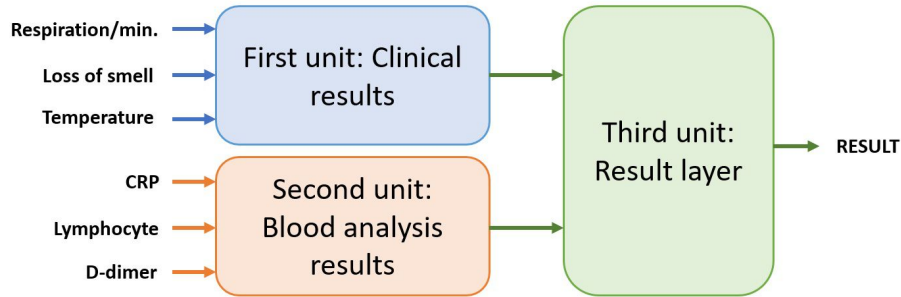 Respiration/min.
Loss of smell
Temperature
First unit: Clinical
results
CRP
Lymphocyte
D-dimer
Second unit:
Blood analysis
results
Third unit:
Result layer
RESULT